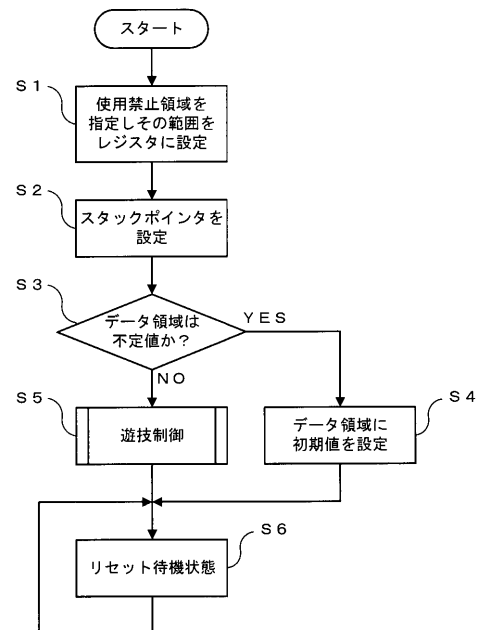 スタート
S1
使用禁止領域を
指定しその範囲を
レジスタに設定
S2
スタックポインタを
設定
S3
データ領域は
不定値か?
YES
NO
S5
遊技制御
S4
データ領域に
初期値を設定
S6
リセット待機状態